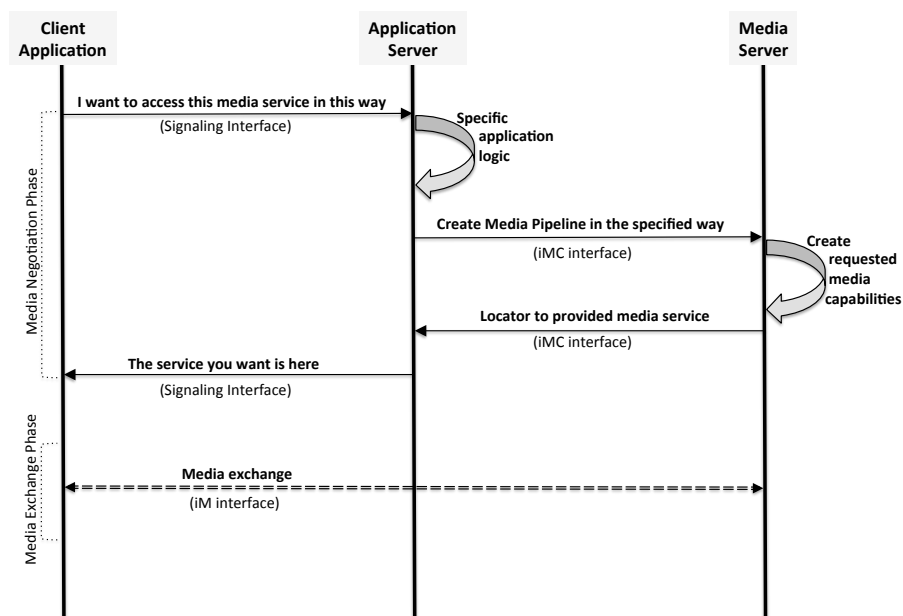 Client
Application
Application
Server
Media
Server
I want to access this media service in this way
(Signaling Interface)
Specific
application
logic
Create Media Pipeline in the specified way
(iMC interface)
Create
requested
media
capabilities
Locator to provided media service
(iMC interface)
The service you want is here
(Signaling Interface)
Media Negotiation Phase
Media exchange
(iM interface)
Media Exchange Phase